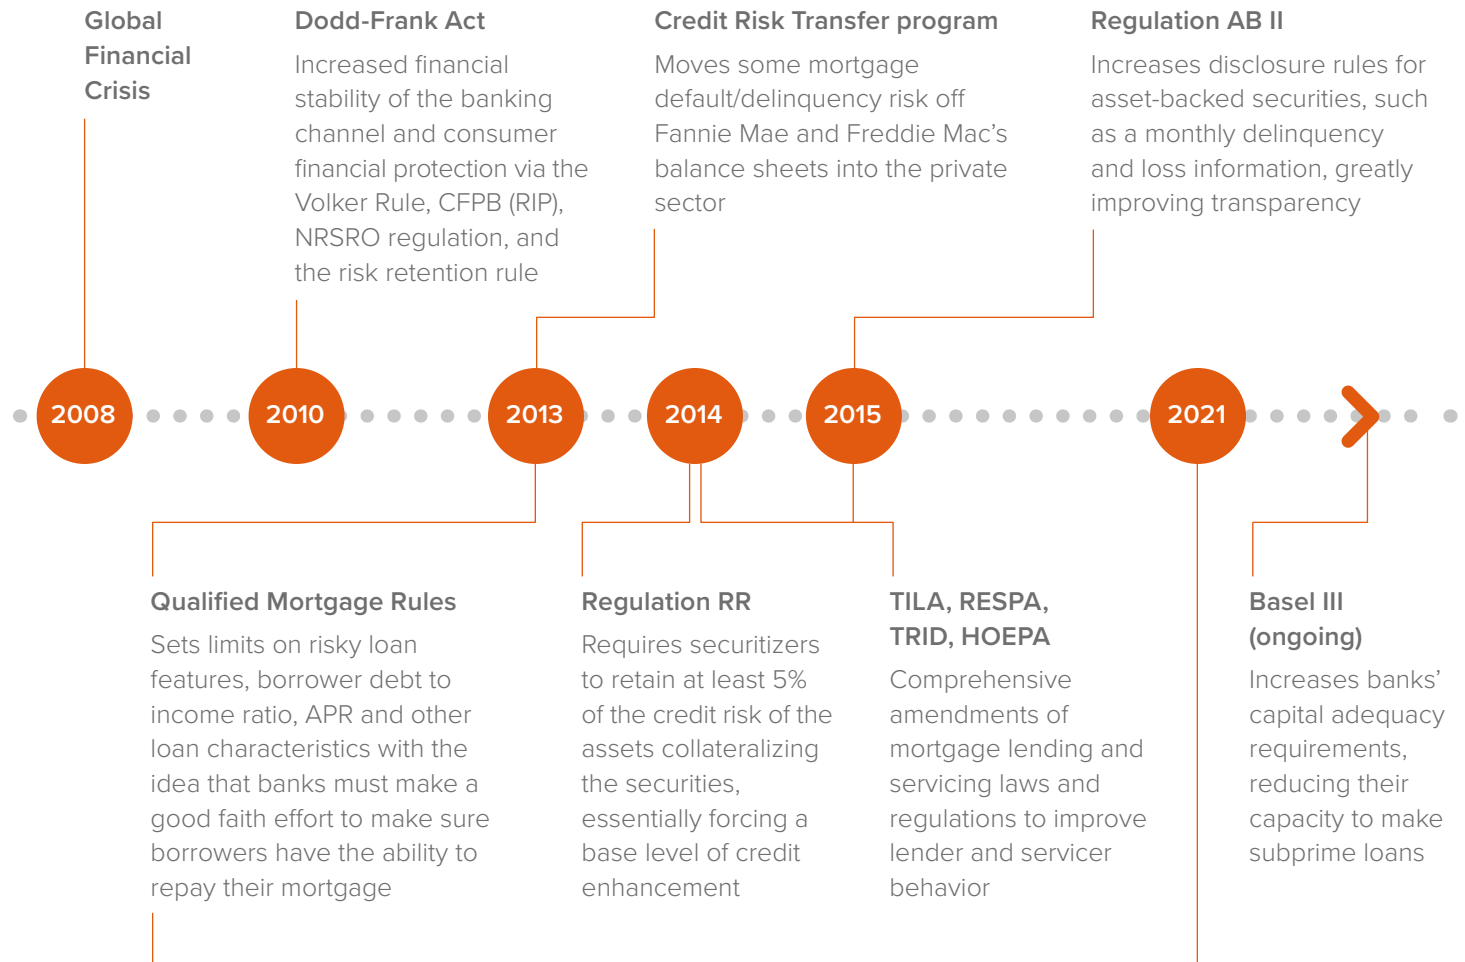 Global
Financial
Crisis
Dodd-Frank Act
Increased financial
stability of the banking
channel and consumer
financial protection via the
Volker Rule, CFPB (RIP),
NRSRO regulation, and
the risk retention rule
Credit Risk Transfer program
Moves some mortgage
default/delinquency risk off
Fannie Mae and Freddie Mac’s
balance sheets into the private
sector
Regulation AB II
Increases disclosure rules for
asset-backed securities, such
as a monthly delinquency
and loss information, greatly
improving transparency
2008
2010
2013
2014
2015
2021
Qualified Mortgage Rules
Sets limits on risky loan
features, borrower debt to
income ratio, APR and other
loan characteristics with the
idea that banks must make a
good faith effort to make sure
borrowers have the ability to
repay their mortgage
Regulation RR
Requires securitizers
to retain at least 5%
of the credit risk of the
assets collateralizing
the securities,
essentially forcing a
base level of credit
enhancement
TILA, RESPA,
TRID, HOEPA
Comprehensive
amendments of
mortgage lending and
servicing laws and
regulations to improve
lender and servicer
behavior
Basel III
(ongoing)
Increases banks’
capital adequacy
requirements,
reducing their
capacity to make
subprime loans